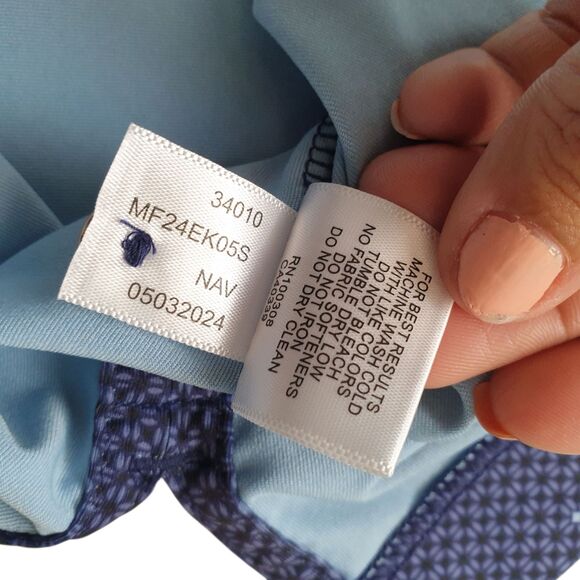 34010
MF24EK05S
NAV
05032024
FOR BEST RESULTS
MACHINE WASH COLD
WITH LIKE COLORS
DO NOT BLEACH
TUMBLE DRY LOW
NO FABRIC SOFTENERS
DO NOT IRON
DO NOT DRY CLEAN
RN100308